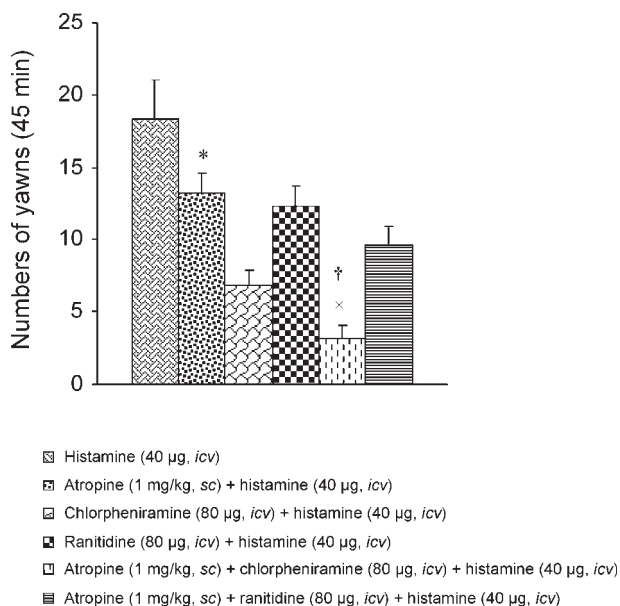 Numbers of yawns (45 min)
25
20
15
10
5
0
*
†
×
Histamine (40 µg, icv)
Atropine (1 mg/kg, sc) + histamine (40 µg, icv)
Chlorpheniramine (80 µg, icv) + histamine (40 µg, icv)
Ranitidine (80 µg, icv) + histamine (40 µg, icv)
Atropine (1 mg/kg, sc) + chlorpheniramine (80 µg, icv) + histamine (40 µg, icv)
Atropine (1 mg/kg, sc) + ranitidine (80 µg, icv) + histamine (40 µg, icv)